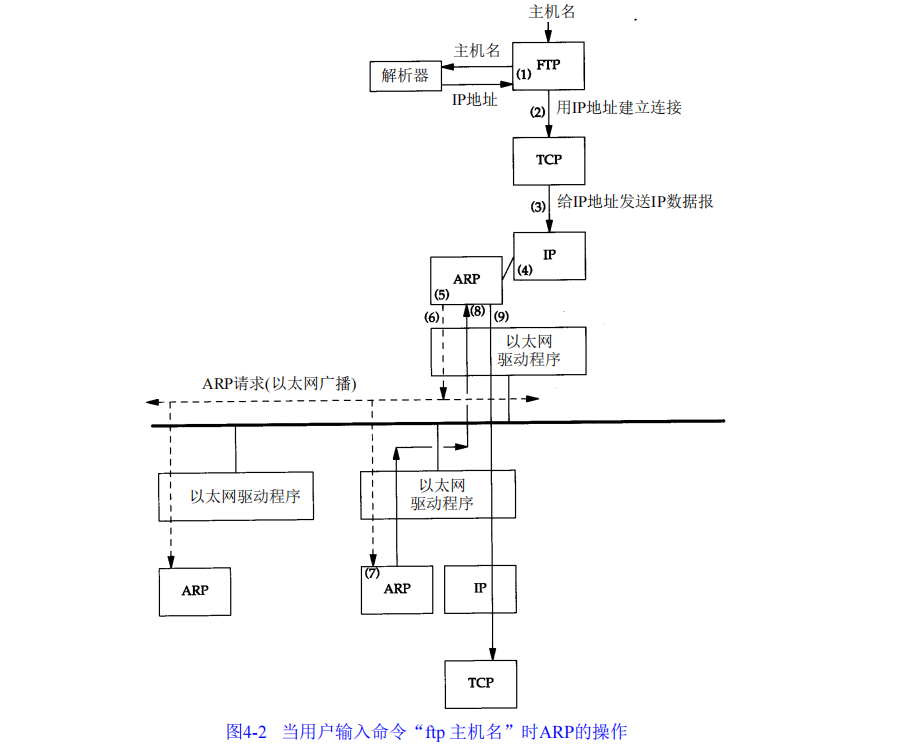 主机名
主机名
FTP
(1)
解析器
IP地址
(2)
用IP地址建立连接
TCP
(3)
给IP地址发送IP数据报
IP
(4)
ARP
(5)
(6)
(8)
(9)
以太网
驱动程序
ARP请求(以太网广播)
以太网驱动程序
以太网
驱动程序
(7)
ARP
ARP
IP
TCP
图4-2 当用户输入命令“ftp 主机名”时ARP的操作